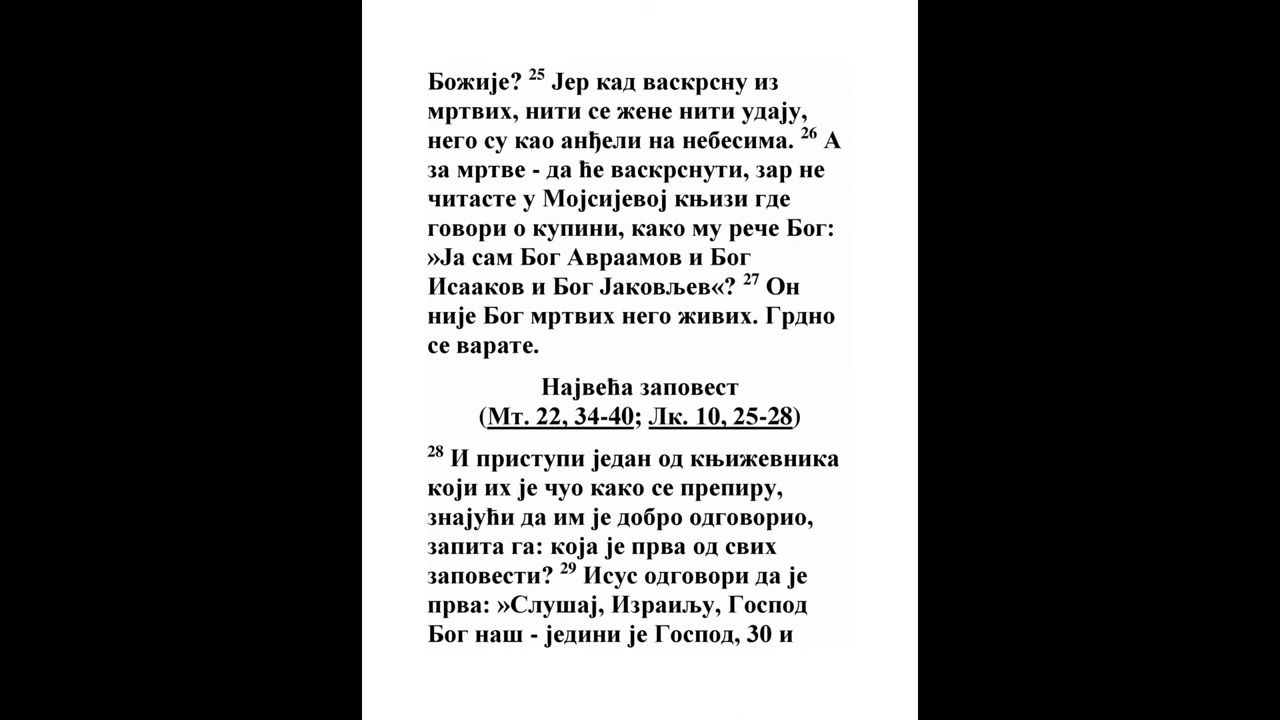 Божије? 25 Јер кад васкрсну из
мртвих, нити се жене нити удају,
него су као анђели на небесима. 26 А
за мртве - да ће васкрснути, зар не
читасте у Мојсијевој књизи где
говори о купини, како му рече Бог:
»Ја сам Бог Авраамов и Бог
Исааков и Бог Јаковљев«? 27 Он
није Бог мртвих него живих. Грдно
се варате.
Највећа заповест
(Мт. 22, 34-40; Лк. 10, 25-28)
28 И приступи један од књижевника
који их је чуо како се препиру,
знајући да им је добро одговорио,
запита га: која је прва од свих
заповести? 29 Исус одговори да је
прва: »Слушај, Израиљу, Господ
Бог наш - једини је Господ, 30 и